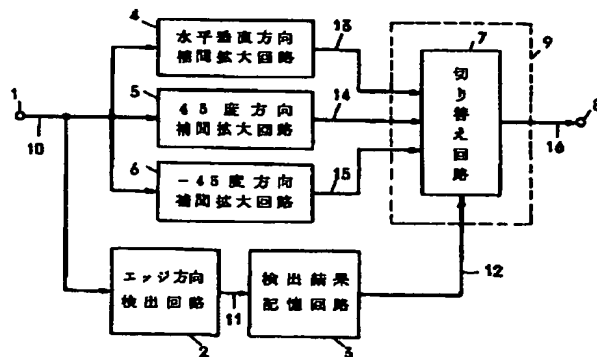 4
水平垂直方向
補間拡大回路
13
5
45度方向
補間拡大回路
14
6
−45度方向
補間拡大回路
15
7
切り替え回路
9
8
16
1
10
エッジ方向
検出回路
2
11
検出結果
記憶回路
3
12